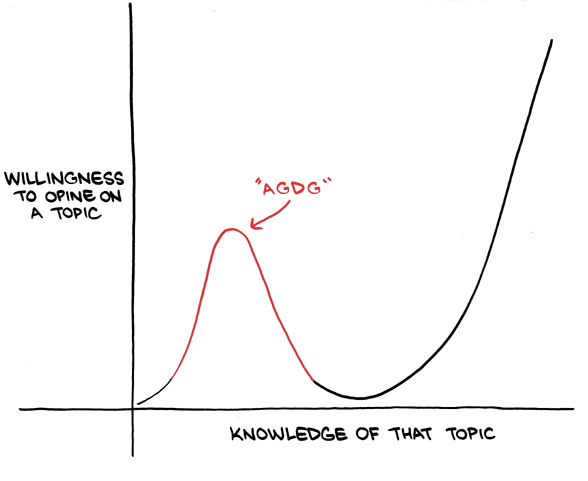 "AGDG"
WILLINGNESS
TO OPINE ON
A TOPIC
KNOWLEDGE OF THAT TOPIC